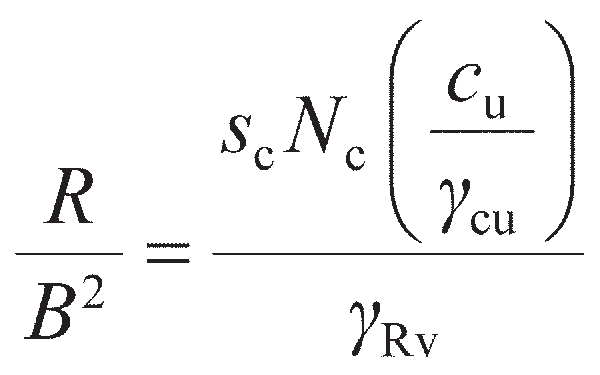 R/B² = s_c N_c (c_u/γ_cu) / γ_Rv